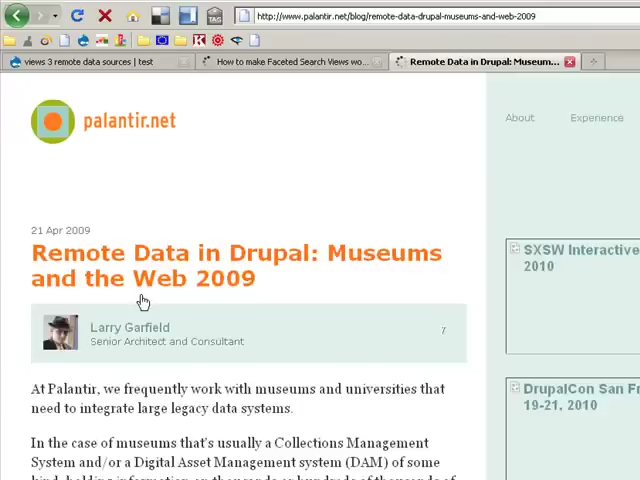 http://www.palantir.net/blog/remote-data-drupal-museums-and-web-2009
TAG
views 3 remote data sources | test
How to make Faceted Search Views wo...
Remote Data in Drupal: Museum...
palantir.net
About
Experience
21 Apr 2009
Remote Data in Drupal: Museums
and the Web 2009
Larry Garfield
Senior Architect and Consultant
7
At Palantir, we frequently work with museums and universities that
need to integrate large legacy data systems.
In the case of museums that's usually a Collections Management
System and/or a Digital Asset Management system (DAM) of some
SXSW Interactive
2010
DrupalCon San Fr
19-21, 2010